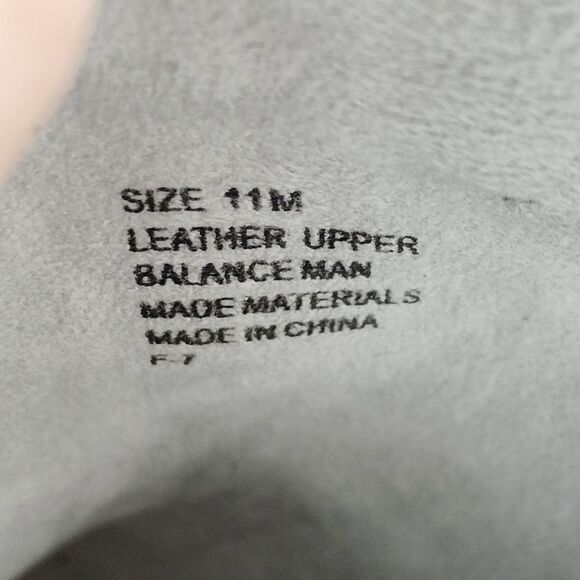 SIZE 11M
LEATHER UPPER
BALANCE MAN
MADE MATERIALS
MADE IN CHINA
F-7